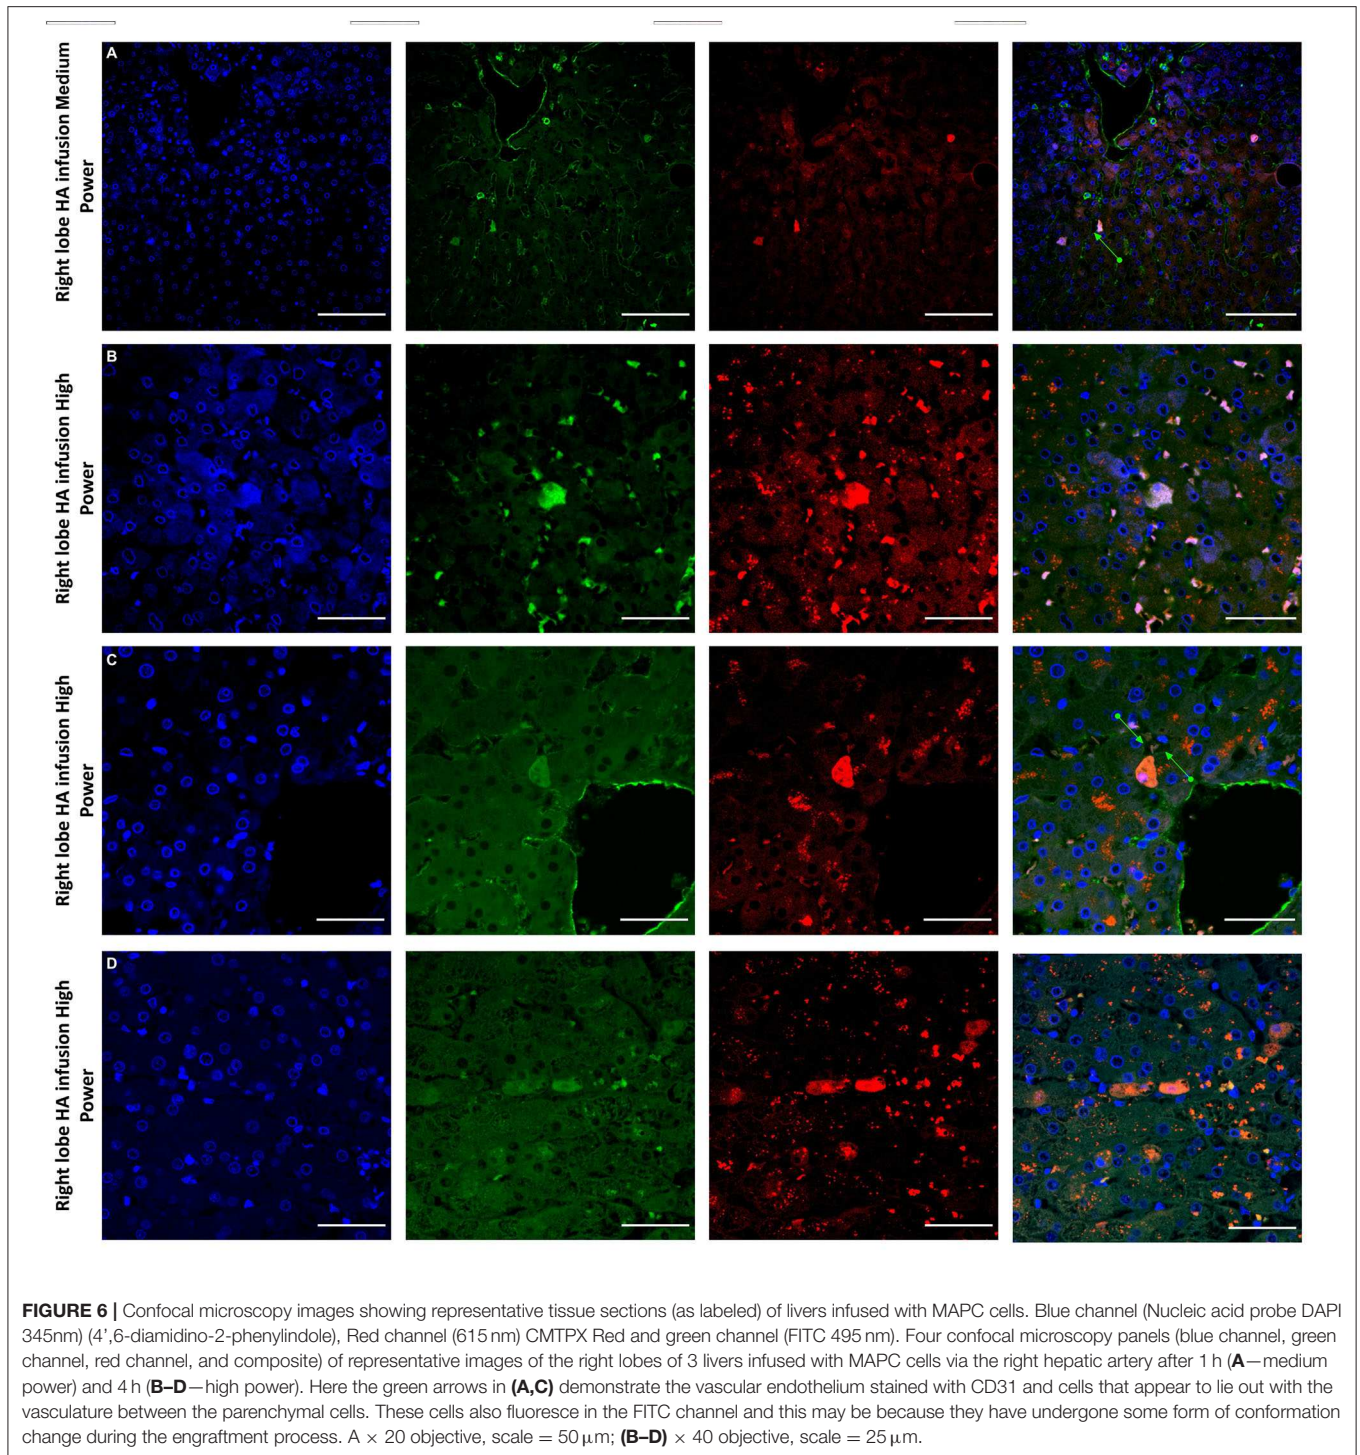 A
Right lobe HA infusion Medium
Power
B
Right lobe HA infusion High
Power
C
Right lobe HA infusion High
Power
D
Right lobe HA infusion High
Power
FIGURE 6 | Confocal microscopy images showing representative tissue sections (as labeled) of livers infused with MAPC cells. Blue channel (Nucleic acid probe DAPI
345nm) (4',6-diamidino-2-phenylindole), Red channel (615 nm) CMTPX Red and green channel (FITC 495 nm). Four confocal microscopy panels (blue channel, green
channel, red channel, and composite) of representative images of the right lobes of 3 livers infused with MAPC cells via the right hepatic artery after 1 h (A—medium
power) and 4 h (B–D—high power). Here the green arrows in (A,C) demonstrate the vascular endothelium stained with CD31 and cells that appear to lie out with the
vasculature between the parenchymal cells. These cells also fluoresce in the FITC channel and this may be because they have undergone some form of conformation
change during the engraftment process. A × 20 objective, scale = 50 μm; (B–D) × 40 objective, scale = 25 μm.